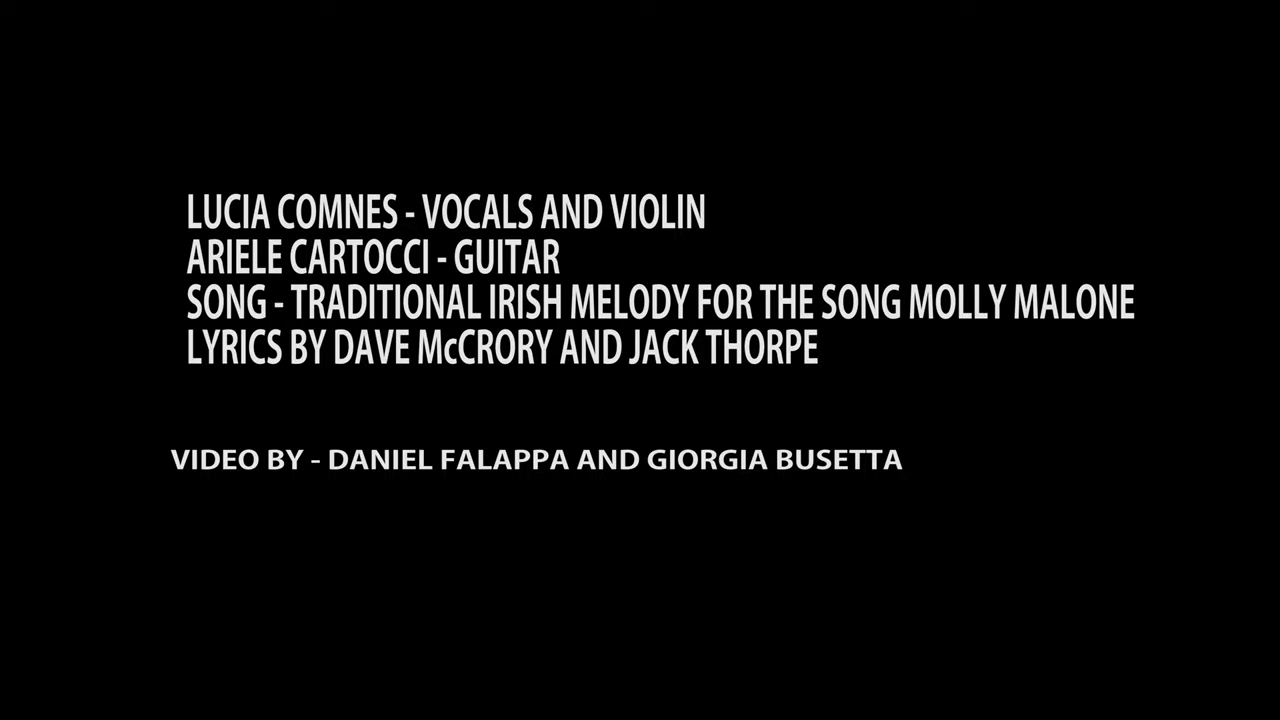 LUCIA COMNES - VOCALS AND VIOLIN
ARIELE CARTOCCI - GUITAR
SONG - TRADITIONAL IRISH MELODY FOR THE SONG MOLLY MALONE
LYRICS BY DAVE McCRORY AND JACK THORPE
VIDEO BY - DANIEL FALAPPA AND GIORGIA BUSETTA